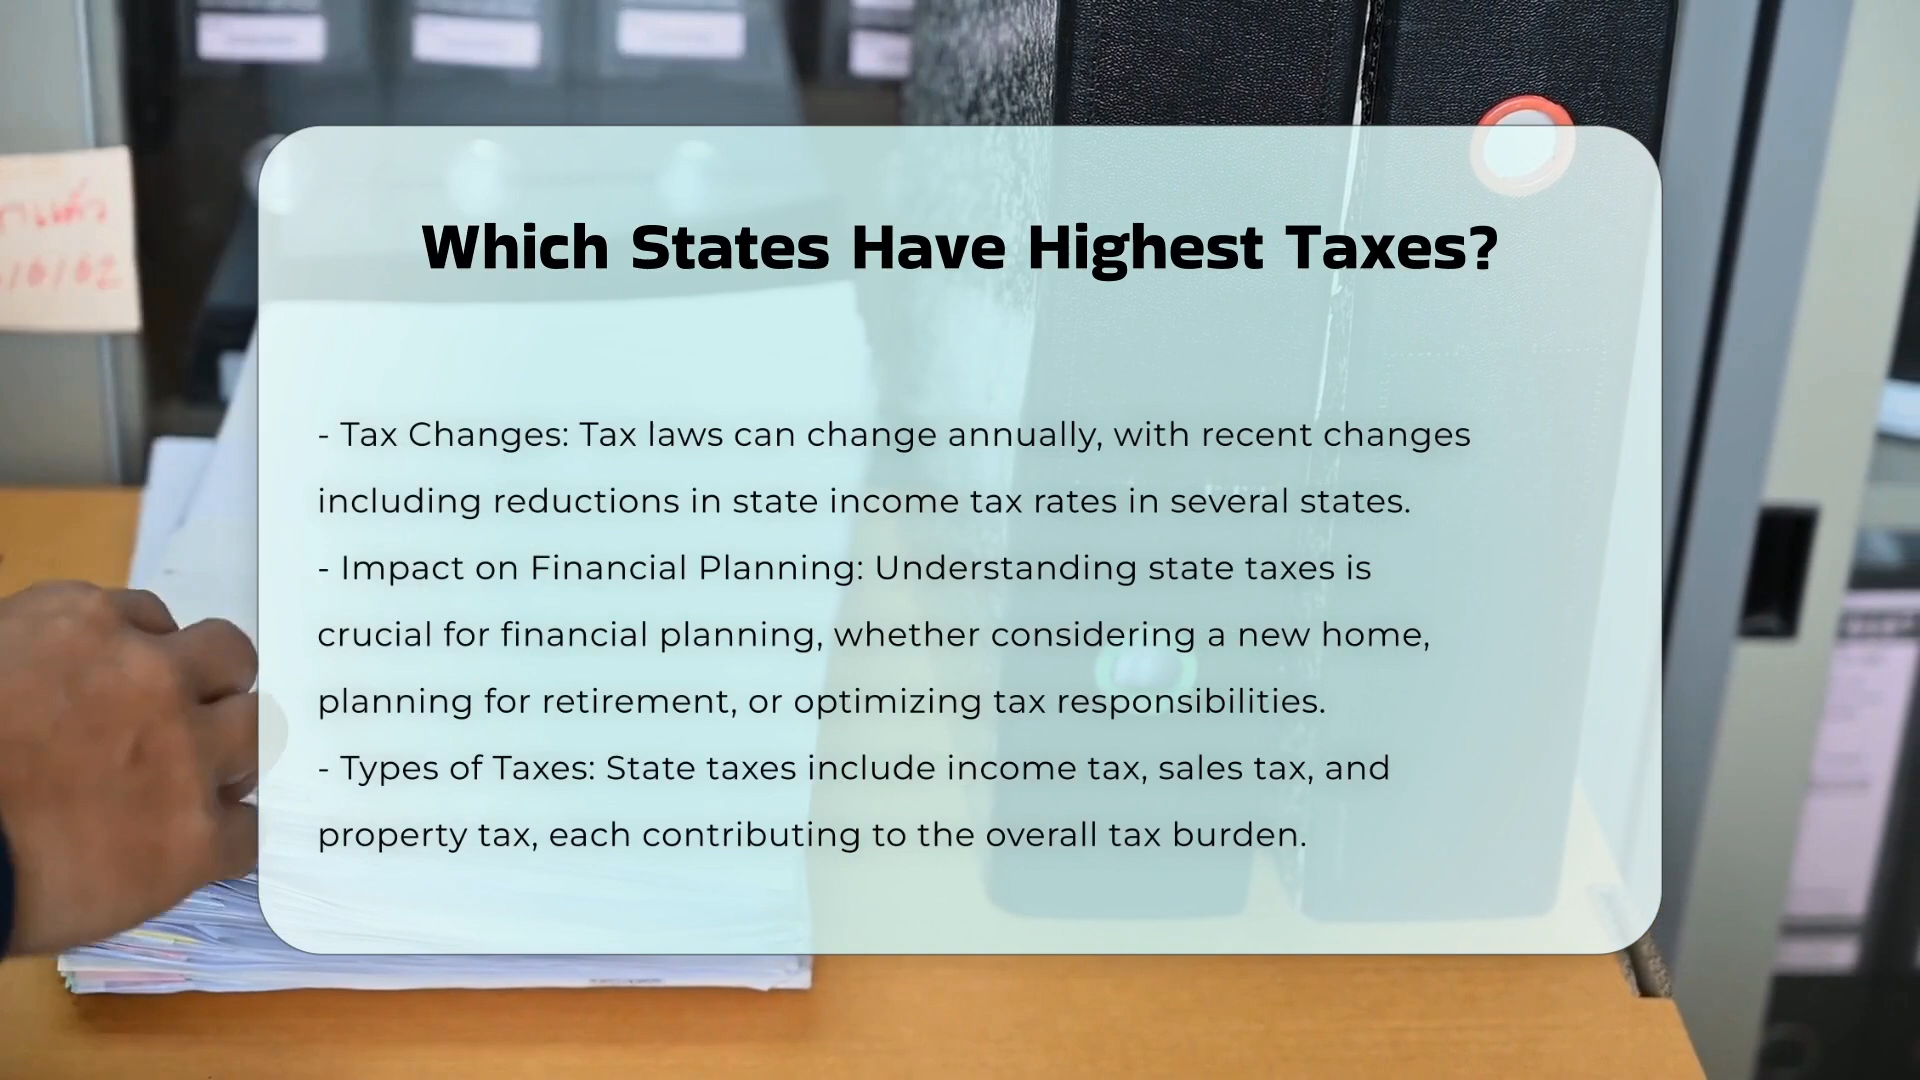 Which States Have Highest Taxes?
- Tax Changes: Tax laws can change annually, with recent changes
including reductions in state income tax rates in several states.
- Impact on Financial Planning: Understanding state taxes is
crucial for financial planning, whether considering a new home,
planning for retirement, or optimizing tax responsibilities.
- Types of Taxes: State taxes include income tax, sales tax, and
property tax, each contributing to the overall tax burden.